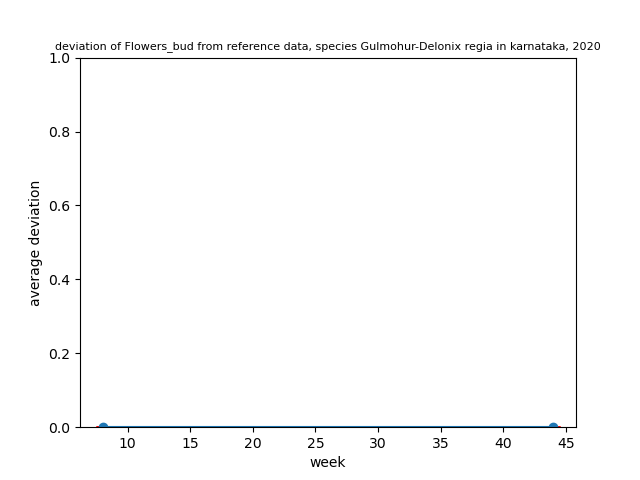 deviation of Flowers_bud from reference data, species Gulmohur-Delonix regia in karnataka, 2020
1.0
0.8
0.6
0.4
0.2
0.0
average deviation
10 15 20 25 30 35 40 45
week